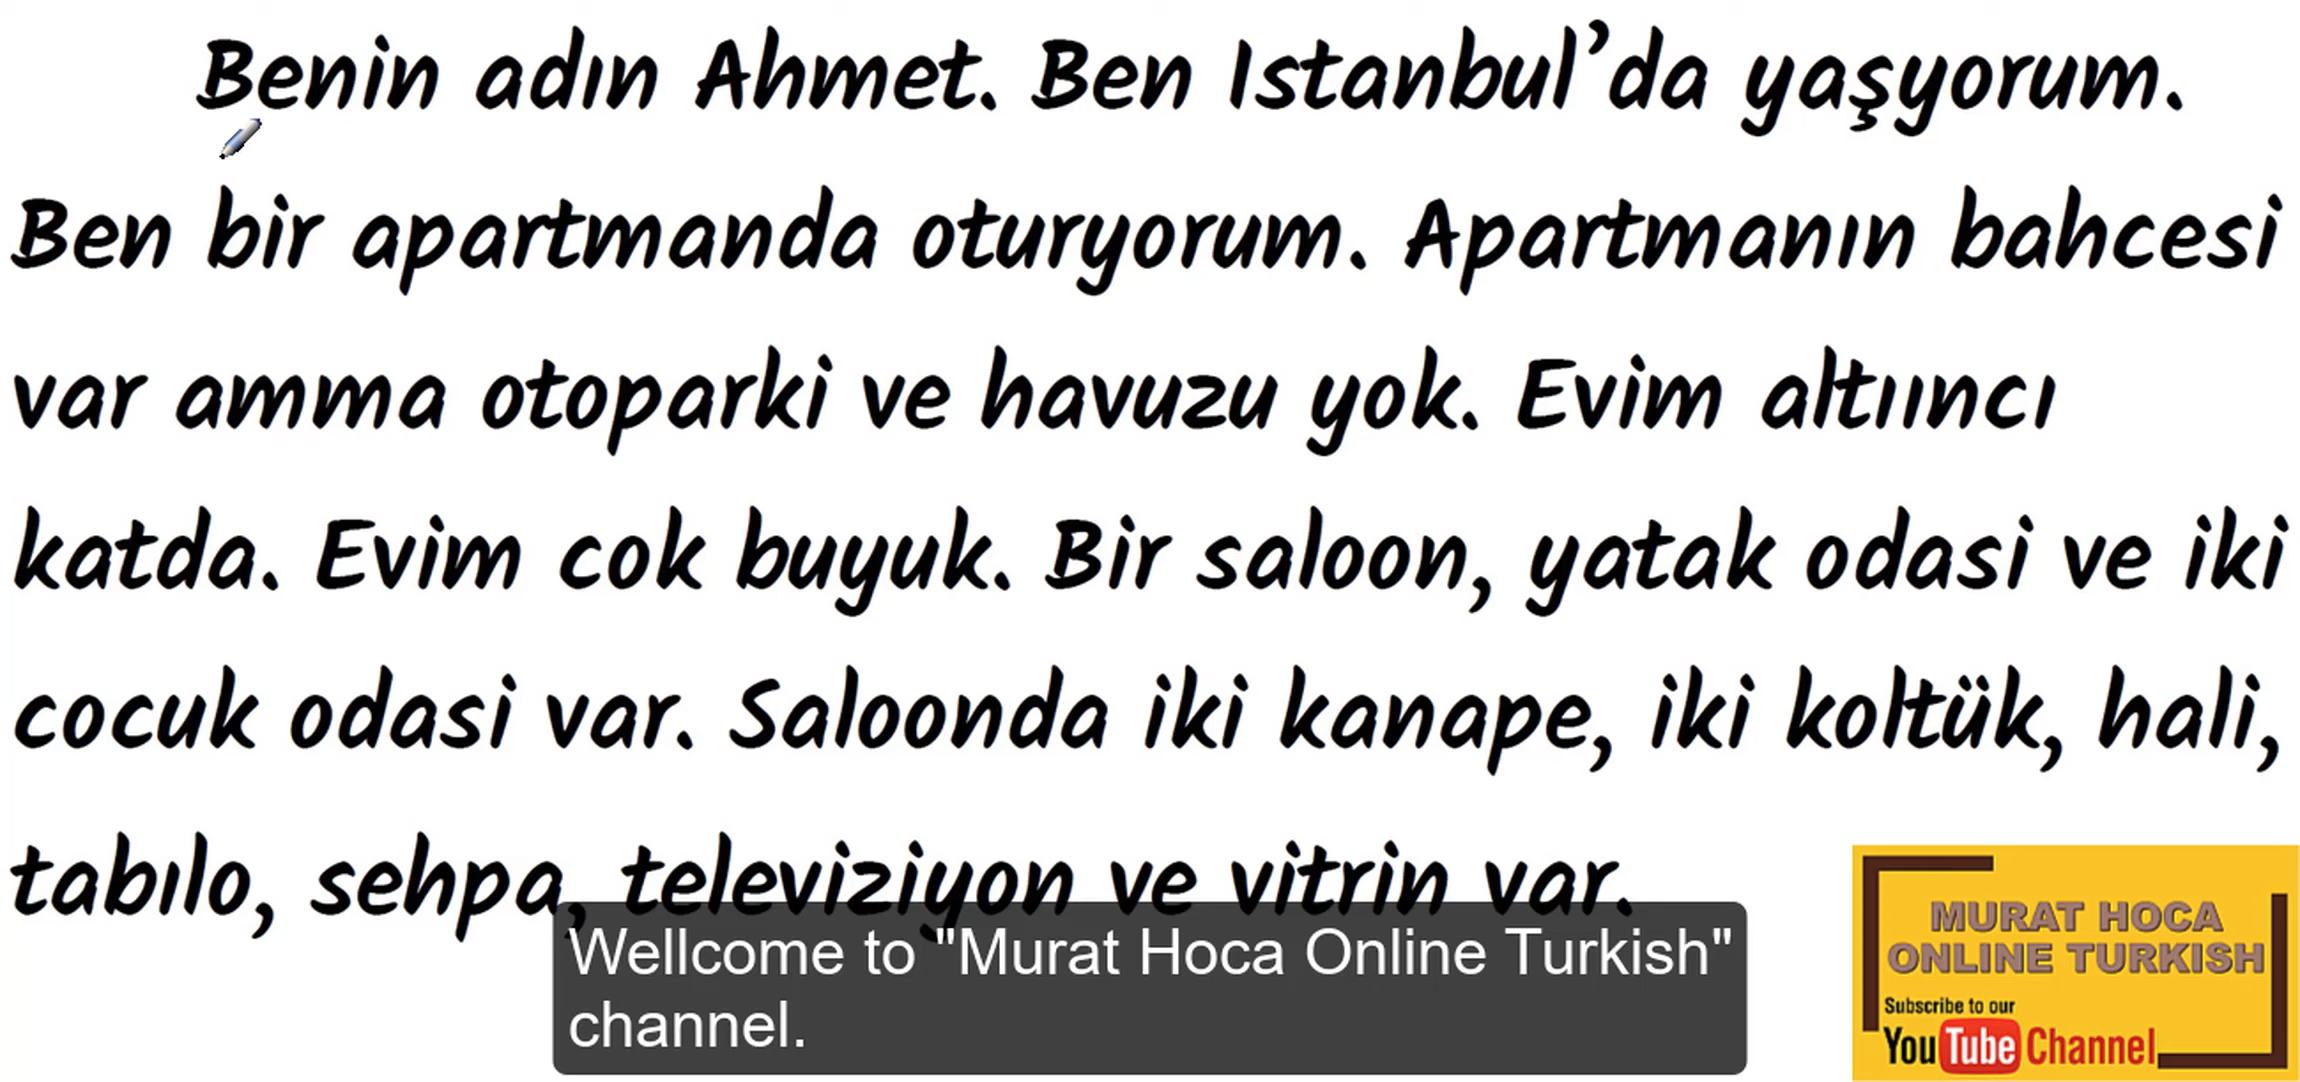 Benin adın Ahmet. Ben Istanbul’da yaşyorum.
Ben bir apartmanda oturyorum. Apartmanın bahcesi
var amma otoparki ve havuzu yok. Evim altııncı
katda. Evim cok buyuk. Bir saloon, yatak odasi ve iki
cocuk odasi var. Saloonda iki kanape, iki koltük, hali,
tabılo, sehpa, televiziyon ve vitrin var.
Wellcome to "Murat Hoca Online Turkish"
channel.
MURAT HOCA
ONLINE TURKISH
Subscribe to our
YouTube Channel